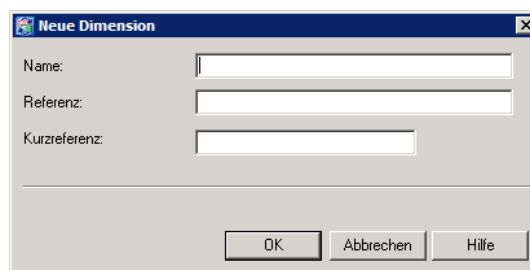 Neue Dimension
Name:
Referenz:
Kurzreferenz:
OK Abbrechen Hilfe